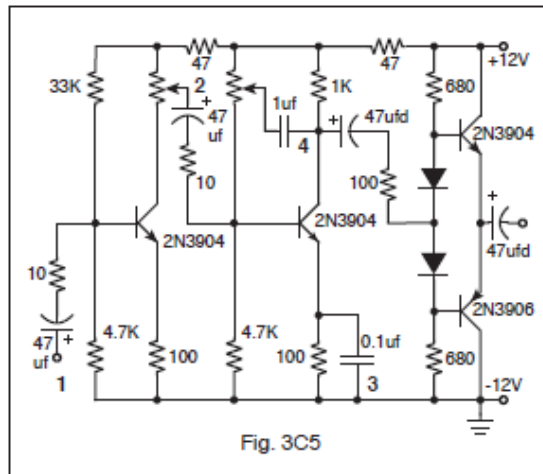 47
47
+12V
33K
2
1K
680
47
uf
1uf
47ufd
2N3904
4
10
100
2N3904
2N3904
47ufd
10
2N3906
4.7K
4.7K
0.1uf
680
47
uf
100
100
1
3
-12V
Fig. 3C5